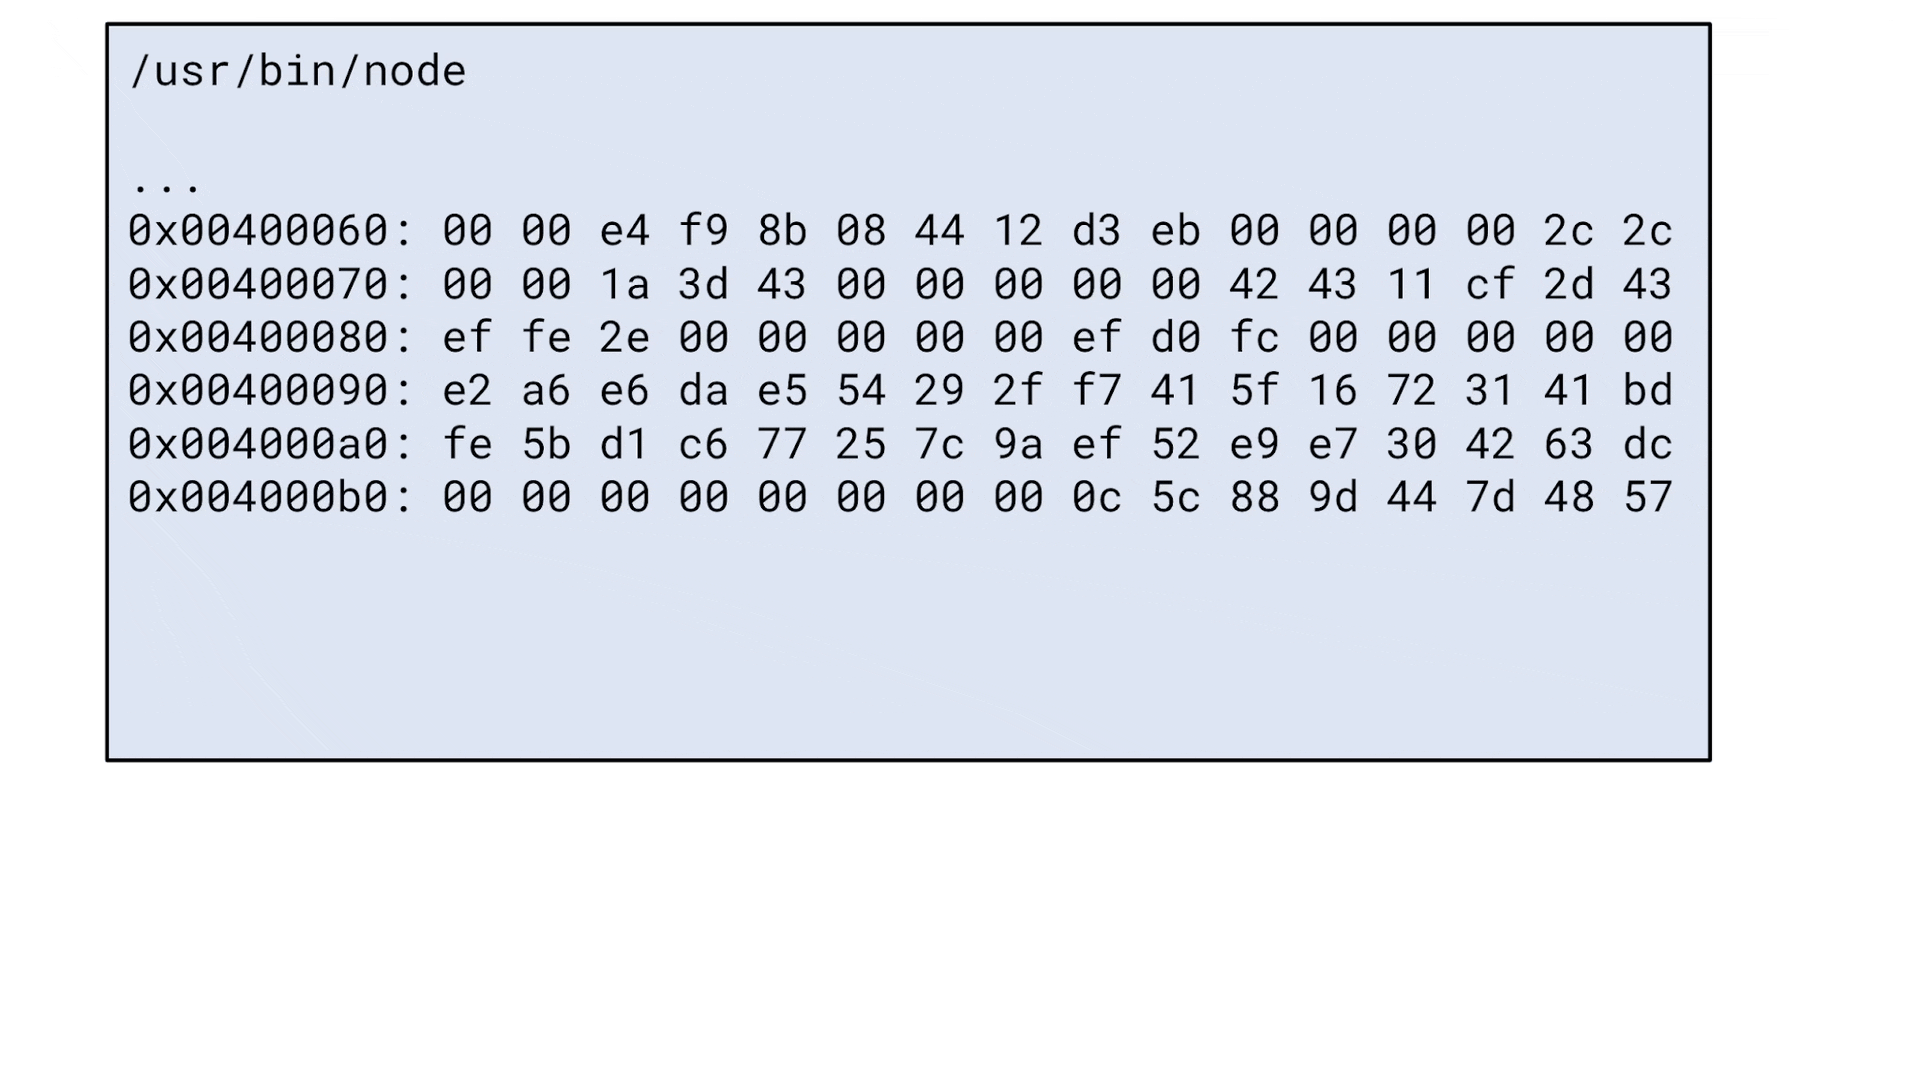 /usr/bin/node
...
0x00400060: 00 00 e4 f9 8b 08 44 12 d3 eb 00 00 00 00 2c 2c
0x00400070: 00 00 1a 3d 43 00 00 00 00 00 42 43 11 cf 2d 43
0x00400080: ef fe 2e 00 00 00 00 00 ef d0 fc 00 00 00 00 00
0x00400090: e2 a6 e6 da e5 54 29 2f f7 41 5f 16 72 31 41 bd
0x004000a0: fe 5b d1 c6 77 25 7c 9a ef 52 e9 e7 30 42 63 dc
0x004000b0: 00 00 00 00 00 00 00 00 0c 5c 88 9d 44 7d 48 57